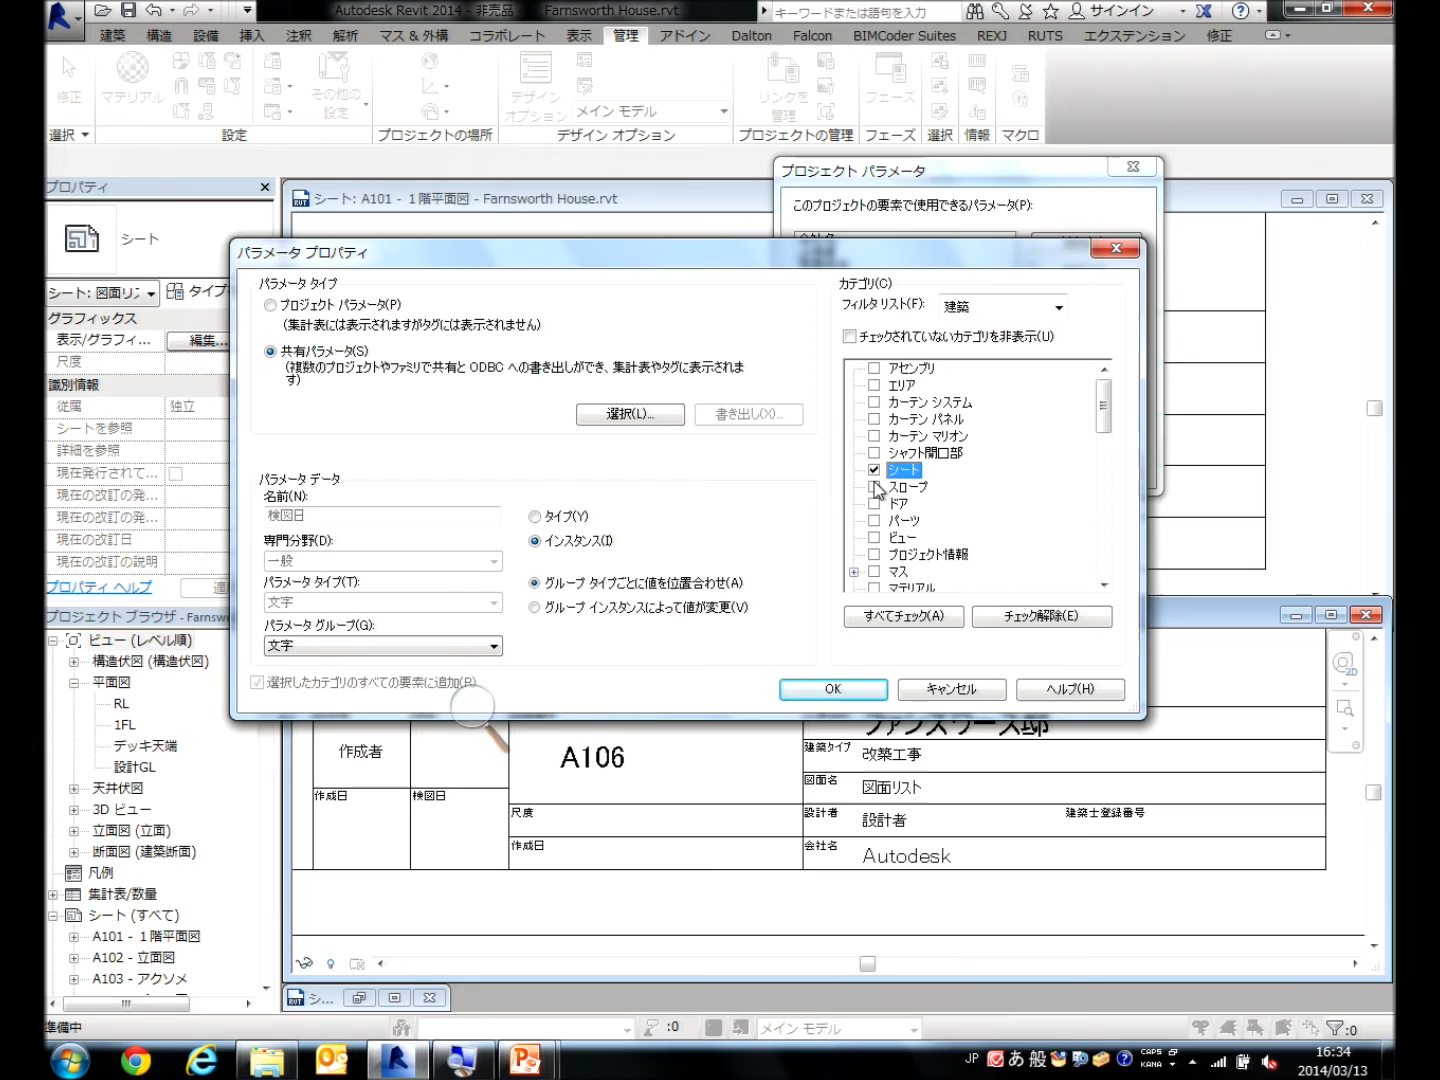 Autodesk Revit 2014 - 非売品 - Farnsworth House.rvt
キーワードまたは語句を入力
サインイン
建築 構造 設備 挿入 注釈 解析 マス & 外構 コラボレート 表示 管理 アドイン Dalton Falcon BIMCoder Suites REXJ RUTS エクステンション 修正
修正
マテリアル
その他の
設定
デザイン
オプション
メイン モデル
リンクを
管理
フェーズ
選択 設定 プロジェクトの場所 デザイン オプション プロジェクトの管理 フェーズ 選択 情報 マクロ
プロパティ
シート
シート: 図面リ
タイプ
グラフィックス
表示/グラフィ... 編集...
尺度
識別情報
従属 独立
シートを参照
詳細を参照
現在発行されて...
現在の改訂の発...
現在の改訂の発...
現在の改訂日
現在の改訂の説明
プロパティ ヘルプ
適
シート: A101 - １階平面図 - Farnsworth House.rvt
プロジェクト パラメータ
このプロジェクトの要素で使用できるパラメータ(P):
パラメータ プロパティ
パラメータ タイプ
プロジェクト パラメータ(P)
(集計表には表示されますがタグには表示されません)
共有パラメータ(S)
(複数のプロジェクトやファミリで共有と ODBC への書き出しができ、集計表やタグに表示されま
す)
選択(L)... 書き出し(X)...
パラメータ データ
名前(N):
検図日
タイプ(Y)
専門分野(D):
インスタンス(I)
一般
パラメータ タイプ(T):
グループ タイプごとに値を位置合わせ(A)
文字
グループ インスタンスによって値が変更(V)
パラメータ グループ(G):
文字
選択したカテゴリのすべての要素に追加(R)
カテゴリ(C)
フィルタ リスト(F): 建築
チェックされていないカテゴリを非表示(U)
アセンブリ
エリア
カーテン システム
カーテン パネル
カーテン マリオン
シャフト開口部
シート
スロープ
ドア
パーツ
ビュー
プロジェクト情報
マス
マテリアル
すべてチェック(A) チェック解除(E)
OK キャンセル ヘルプ(H)
プロジェクト ブラウザ - Farnsw
ビュー (レベル順)
構造伏図 (構造伏図)
平面図
RL
1FL
デッキ天端
設計GL
天井伏図
3D ビュー
立面図 (立面)
断面図 (建築断面)
凡例
集計表/数量
シート (すべて)
A101 - １階平面図
A102 - 立面図
A103 - アクソメ
作成者
A106
ファンズワース邸
建築タイプ 改築工事
図面名 図面リスト
作成日 検図日
尺度
設計者 設計者 建築士登録番号
作成日
会社名 Autodesk
2D
シ...
準備中
:0
メイン モデル
:0
JP あ 般 CAPS KANA
16:34
2014/03/13